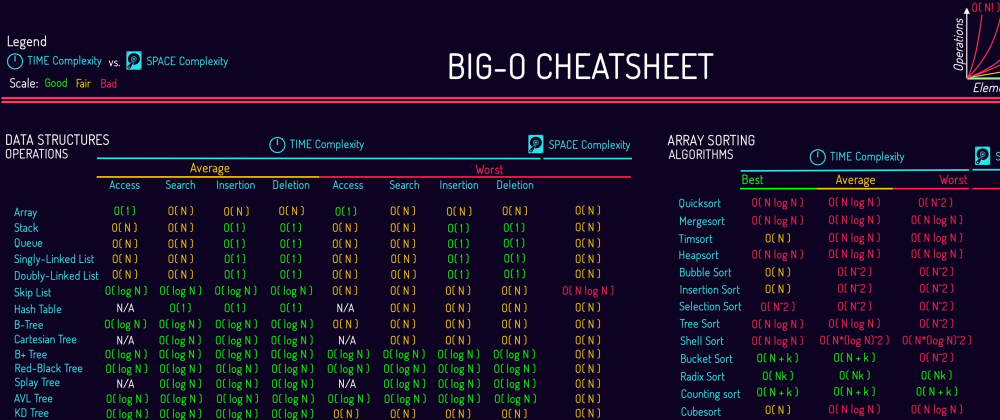 Legend
TIME Complexity vs. SPACE Complexity
Scale: Good Fair Bad
BIG-O CHEATSHEET
O( N! )
Operations
DATA STRUCTURES
OPERATIONS
TIME Complexity SPACE Complexity
Average Worst
Access Search Insertion Deletion Access Search Insertion Deletion
Array O( 1 ) O( N ) O( N ) O( N ) O( 1 ) O( N ) O( N ) O( N ) O( N )
Stack O( N ) O( N ) O( 1 ) O( 1 ) O( N ) O( N ) O( 1 ) O( 1 ) O( N )
Queue O( N ) O( N ) O( 1 ) O( 1 ) O( N ) O( N ) O( 1 ) O( 1 ) O( N )
Singly-Linked List O( N ) O( N ) O( 1 ) O( 1 ) O( N ) O( N ) O( 1 ) O( 1 ) O( N )
Doubly-Linked List O( N ) O( N ) O( 1 ) O( 1 ) O( N ) O( N ) O( 1 ) O( 1 ) O( N )
Skip List O( log N ) O( log N ) O( log N ) O( log N ) O( N ) O( N ) O( N ) O( N ) O( N log N )
Hash Table N/A O( 1 ) O( 1 ) O( 1 ) N/A O( N ) O( N ) O( N ) O( N )
B-Tree O( log N ) O( log N ) O( log N ) O( log N ) O( N ) O( N ) O( N ) O( N ) O( N )
Cartesian Tree N/A O( log N ) O( log N ) O( log N ) N/A O( N ) O( N ) O( N ) O( N )
B+ Tree O( log N ) O( log N ) O( log N ) O( log N ) O( log N ) O( log N ) O( log N ) O( log N ) O( N )
Red-Black Tree O( log N ) O( log N ) O( log N ) O( log N ) O( log N ) O( log N ) O( log N ) O( log N ) O( N )
Splay Tree N/A O( log N ) O( log N ) O( log N ) N/A O( log N ) O( log N ) O( log N ) O( N )
AVL Tree O( log N ) O( log N ) O( log N ) O( log N ) O( log N ) O( log N ) O( log N ) O( log N ) O( N )
KD Tree O( log N ) O( log N ) O( log N ) O( log N ) O( N ) O( N ) O( N ) O( N ) O( N )
ARRAY SORTING
ALGORITHMS
TIME Complexity
Best Average Worst
Quicksort O( N log N ) O( N log N ) O( N^2 )
Mergesort O( N log N ) O( N log N ) O( N log N )
Timsort O( N ) O( N log N ) O( N log N )
Heapsort O( N log N ) O( N log N ) O( N log N )
Bubble Sort O( N ) O( N^2 ) O( N^2 )
Insertion Sort O( N ) O( N^2 ) O( N^2 )
Selection Sort O( N^2 ) O( N^2 ) O( N^2 )
Tree Sort O( N log N ) O( N log N ) O( N^2 )
Shell Sort O( N log N ) O( N*(log N)^2 ) O( N*(log N)^2 )
Bucket Sort O( N + k ) O( N + k ) O( N^2 )
Radix Sort O( Nk ) O( Nk ) O( Nk )
Counting sort O( N + k ) O( N + k ) O( N + k )
Cubesort O( N ) O( N log N ) O( N log N )